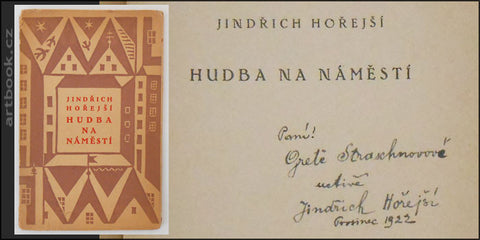 artbook.cz
JINDŘICH
HOŘEJŠÍ
HUDBA
NA
NÁMĚSTÍ
JINDŘICH HOŘEJŠÍ
HUDBA NA NÁMĚSTÍ
Paní!
Gretě Straschnovové
uctivě
Jindřich Hořejší
Prosinec 1922